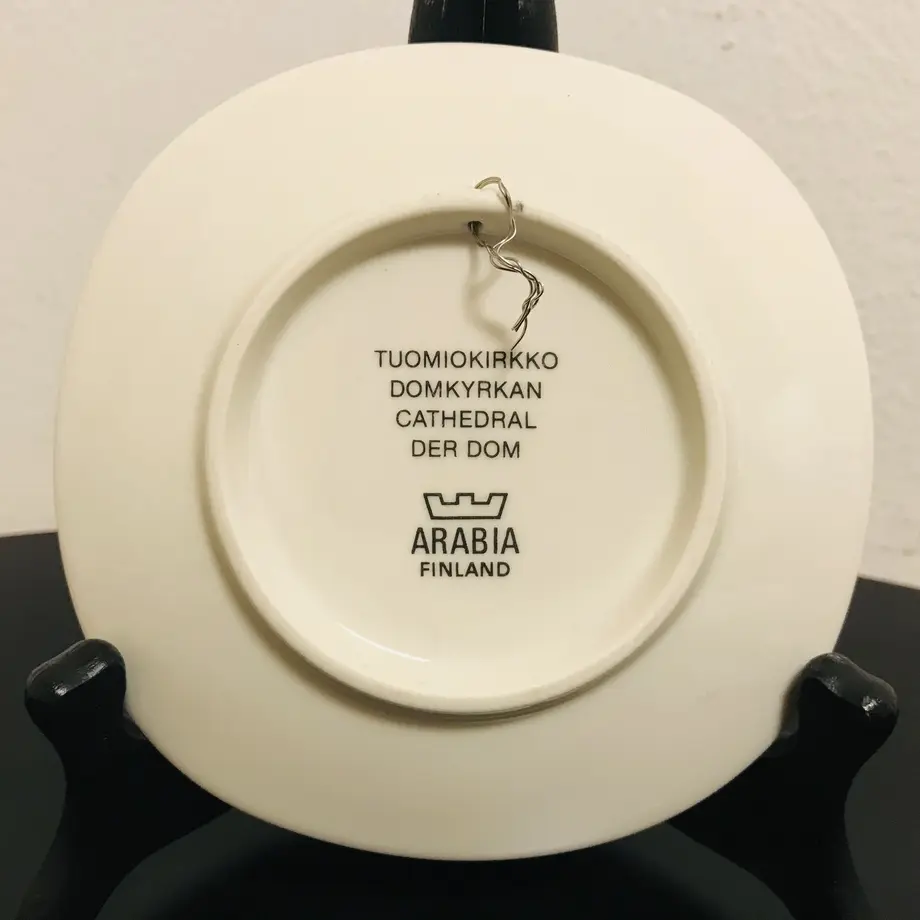 TUOMIOKIRKKO
DOMKYRKAN
CATHEDRAL
DER DOM
ARABIA
FINLAND